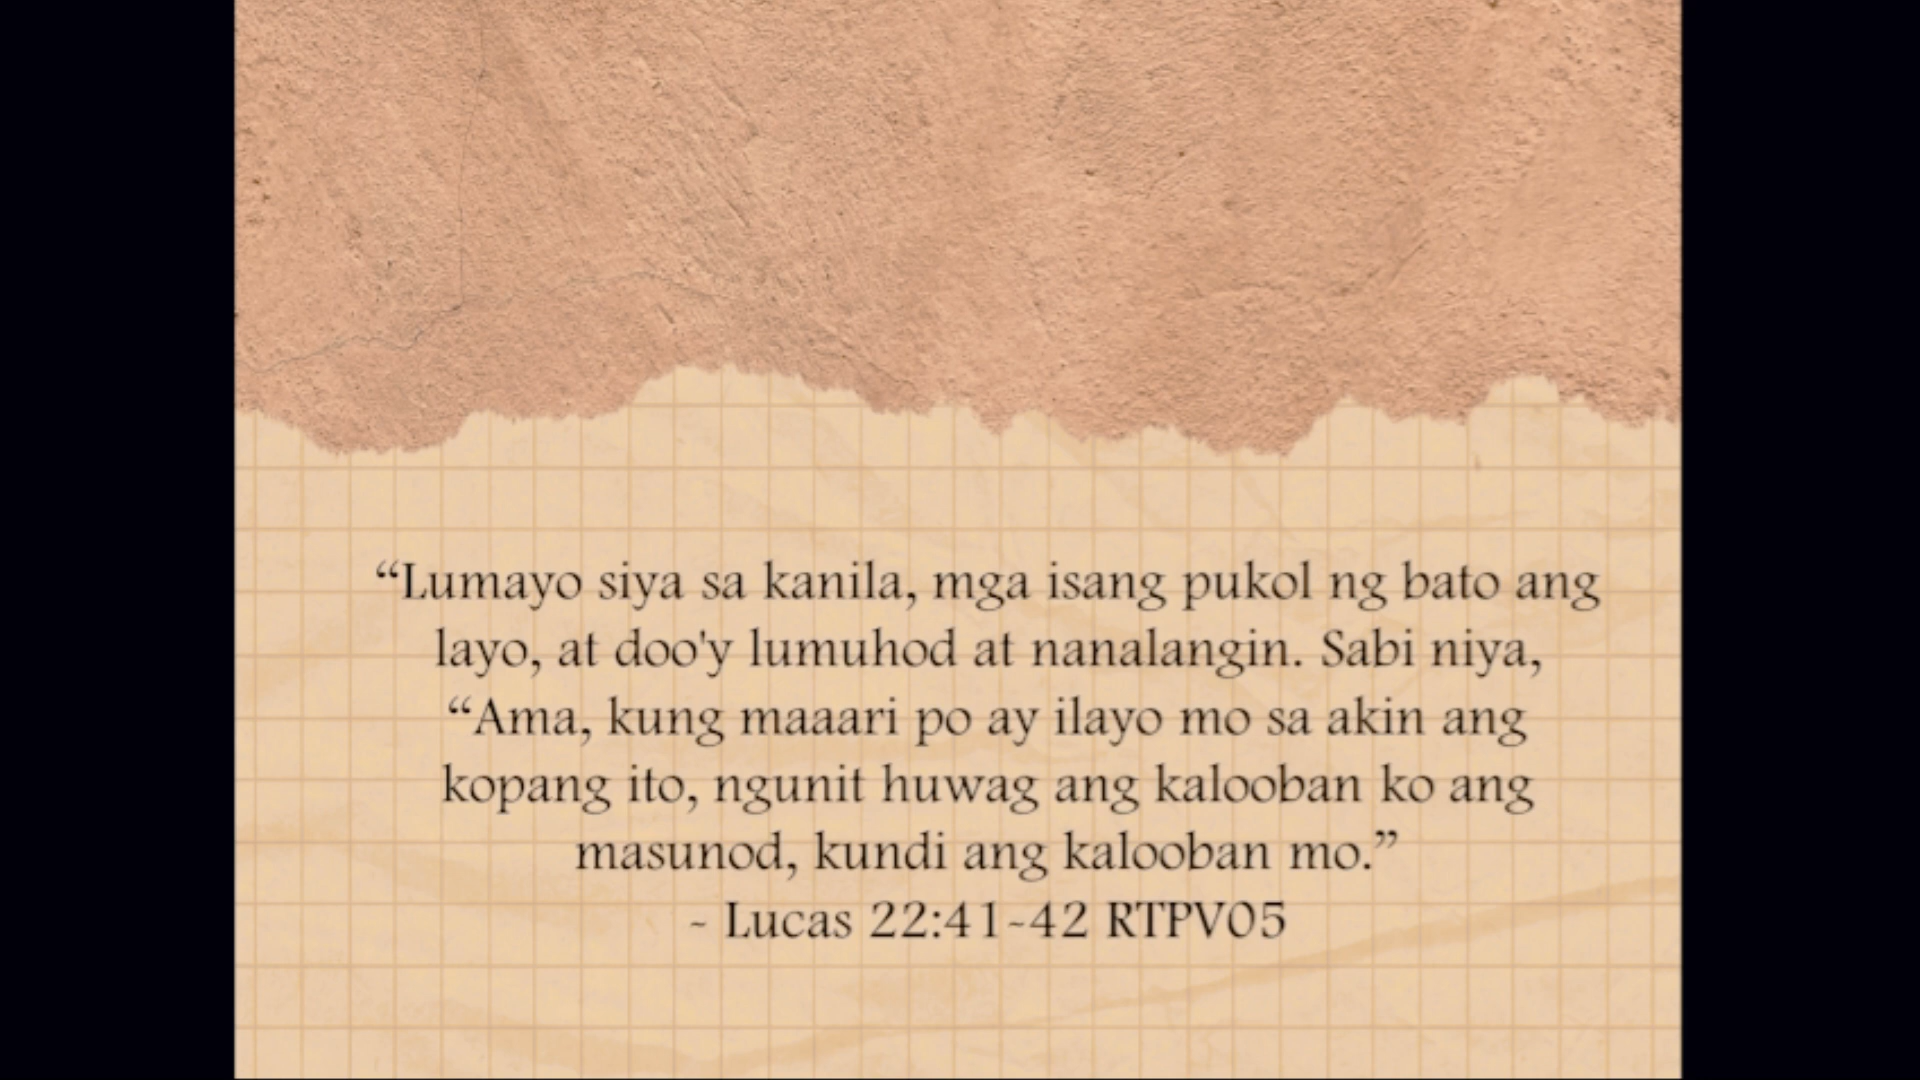 “Lumayo siya sa kanila, mga isang pukol ng bato ang
layo, at doo'y lumuhod at nanalangin. Sabi niya,
“Ama, kung maaari po ay ilayo mo sa akin ang
kopang ito, ngunit huwag ang kalooban ko ang
masunod, kundi ang kalooban mo.”
- Lucas 22:41-42 RTPV05